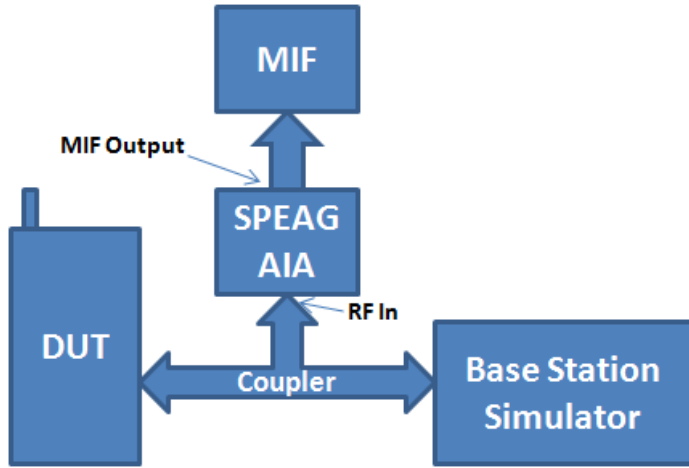 MIF
MIF Output
SPEAG
AIA
RF In
DUT
Coupler
Base Station
Simulator